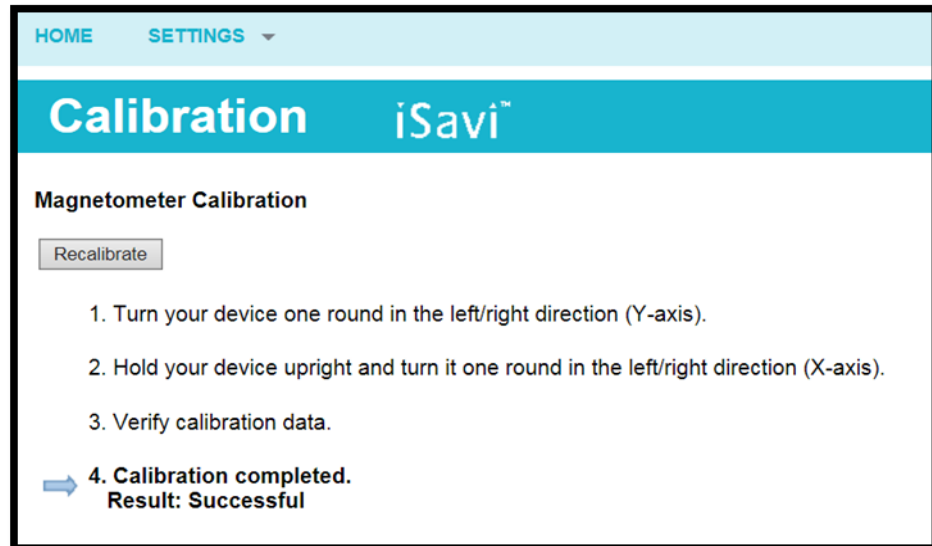 HOME SETTINGS
Calibration iSavi™
Magnetometer Calibration
Recalibrate
1. Turn your device one round in the left/right direction (Y-axis).
2. Hold your device upright and turn it one round in the left/right direction (X-axis).
3. Verify calibration data.
4. Calibration completed.
Result: Successful